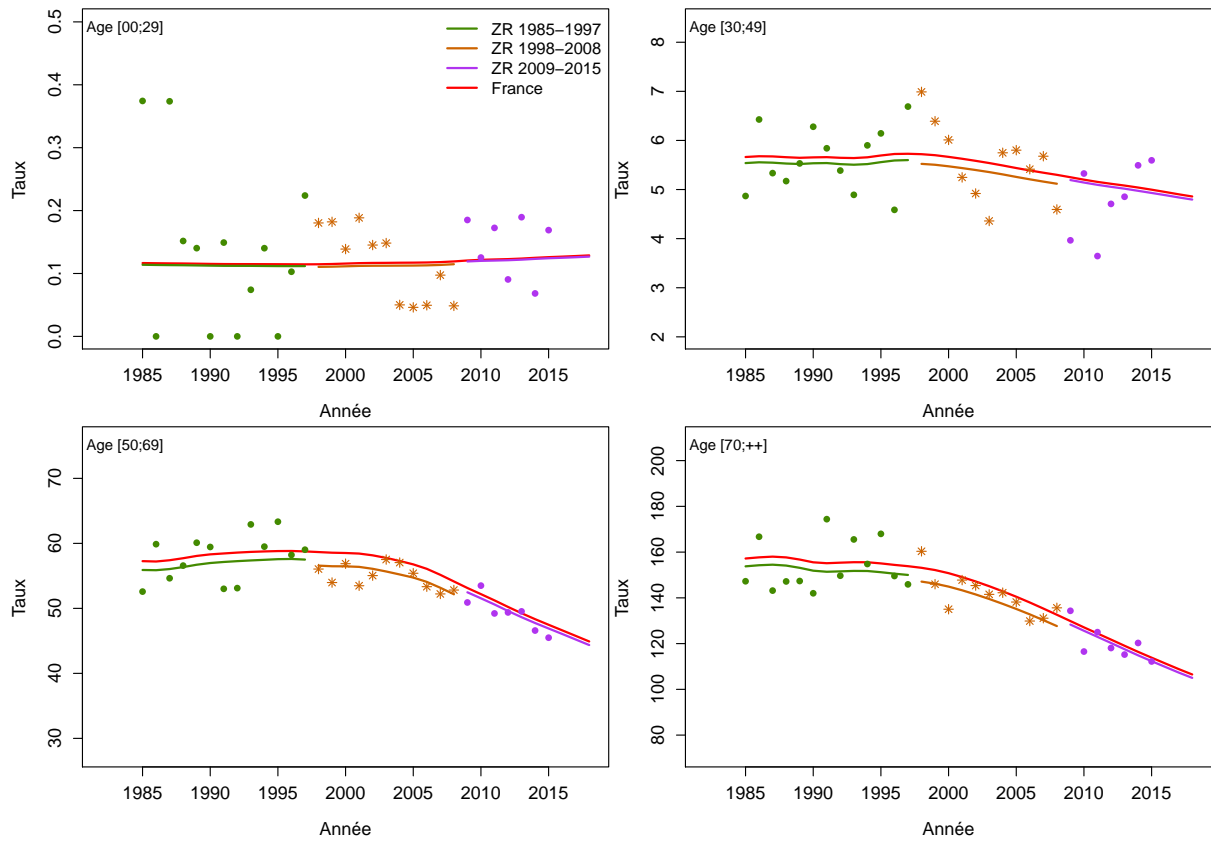 Age [00;29]
ZR 1985−1997
ZR 1998−2008
ZR 2009−2015
France
0.5
0.4
0.3
0.2
0.1
0.0
Taux
1985 1990 1995 2000 2005 2010 2015
Année
Age [30;49]
8
7
6
5
4
3
2
Taux
1985 1990 1995 2000 2005 2010 2015
Année
Age [50;69]
70
60
50
40
30
Taux
1985 1990 1995 2000 2005 2010 2015
Année
Age [70;++]
200
180
160
140
120
100
80
Taux
1985 1990 1995 2000 2005 2010 2015
Année